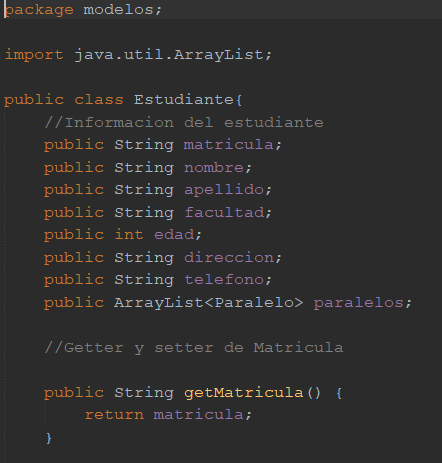 package modelos;
import java.util.ArrayList;
public class Estudiante{
//Informacion del estudiante
public String matricula;
public String nombre;
public String apellido;
public String facultad;
public int edad;
public String direccion;
public String telefono;
public ArrayList<Paralelo> paralelos;
//Getter y setter de Matricula
public String getMatricula() {
return matricula;
}